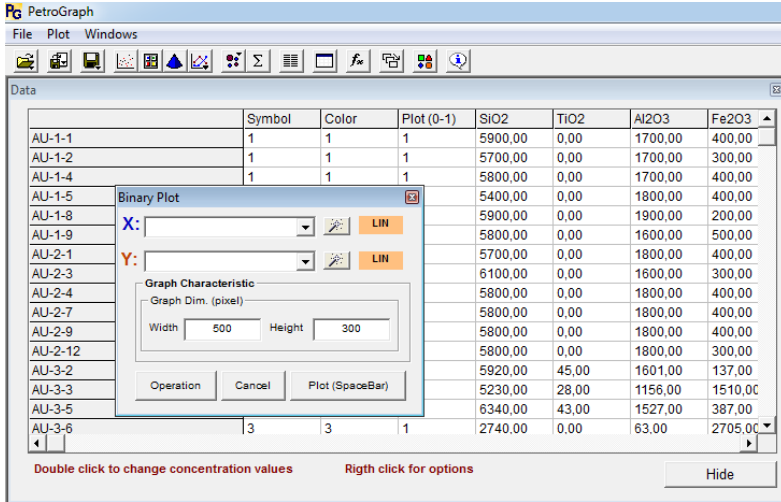 PG PetroGraph
File Plot Windows
Σ fx
Data
Symbol Color Plot (0-1) SiO2 TiO2 Al2O3 Fe2O3
AU-1-1 1 1 1 5900,00 0,00 1700,00 400,00
AU-1-2 1 1 1 5700,00 0,00 1700,00 300,00
AU-1-4 1 1 1 5800,00 0,00 1700,00 400,00
AU-1-5 5400,00 0,00 1800,00 400,00
AU-1-8 5900,00 0,00 1900,00 200,00
AU-1-9 5800,00 0,00 1600,00 500,00
AU-2-1 5700,00 0,00 1800,00 400,00
AU-2-3 6100,00 0,00 1600,00 300,00
AU-2-4 5800,00 0,00 1800,00 400,00
AU-2-7 5800,00 0,00 1800,00 400,00
AU-2-9 5800,00 0,00 1800,00 400,00
AU-2-12 5800,00 0,00 1800,00 300,00
AU-3-2 5920,00 45,00 1601,00 137,00
AU-3-3 5230,00 28,00 1156,00 1510,00
AU-3-5 6340,00 43,00 1527,00 387,00
AU-3-6 3 3 1 2740,00 0,00 63,00 2705,00
Binary Plot
X: LIN
Y: LIN
Graph Characteristic
Graph Dim. (pixel)
Width 500 Height 300
Operation Cancel Plot (SpaceBar)
Double click to change concentration values Rigth click for options Hide